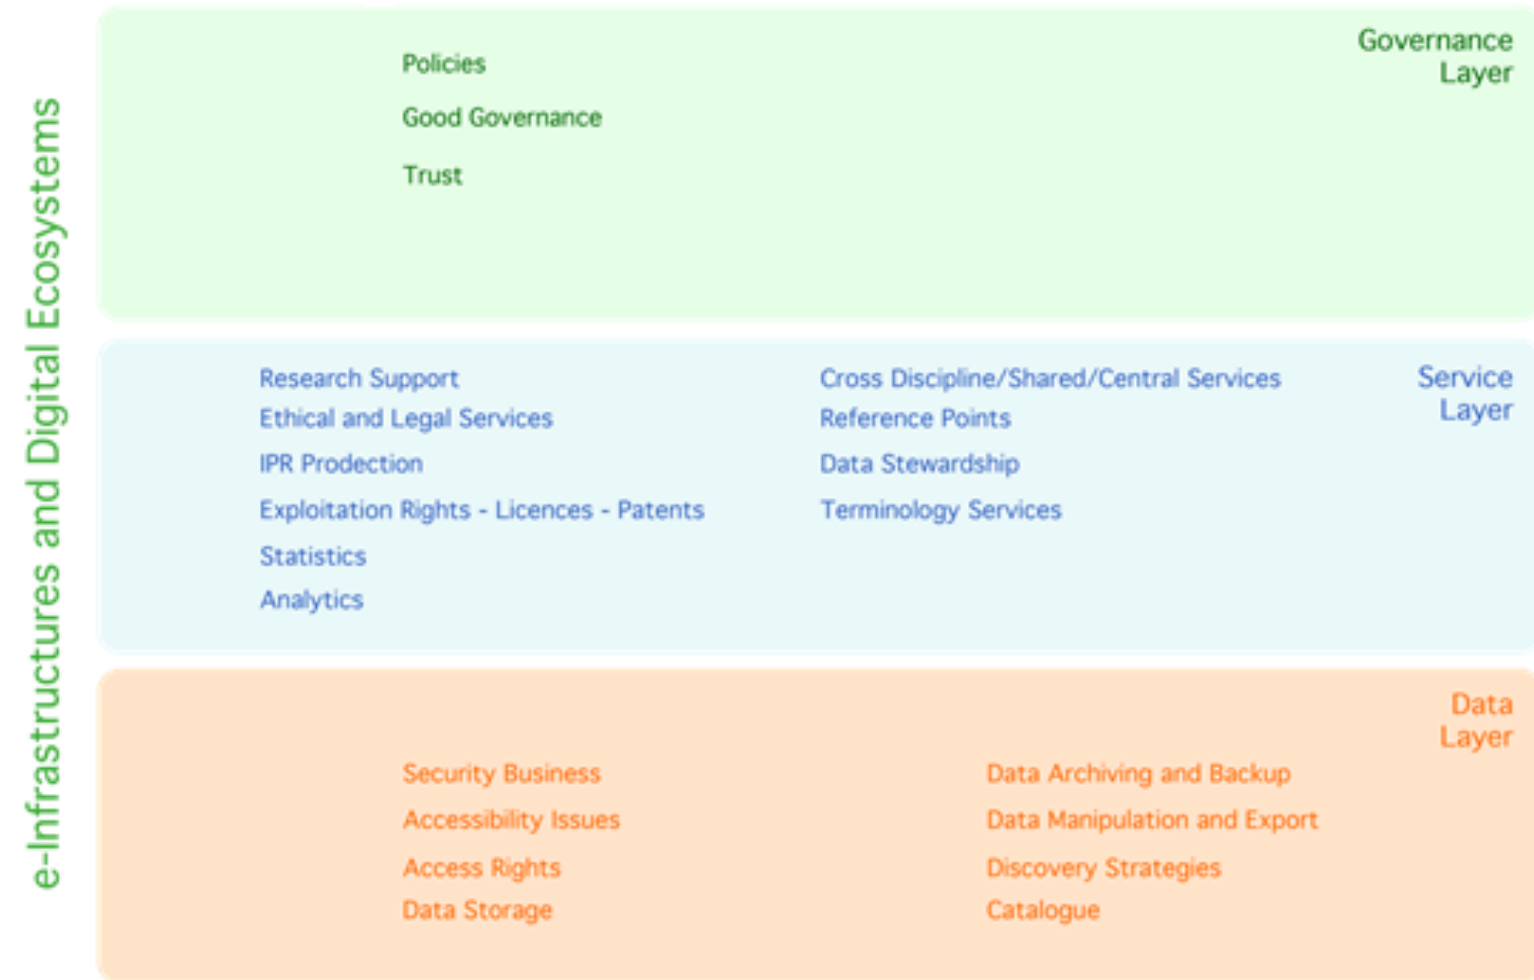 e-Infrastructures and Digital Ecosystems
Governance
Layer
Policies
Good Governance
Trust
Service
Layer
Research Support
Ethical and Legal Services
IPR Prodection
Exploitation Rights - Licences - Patents
Statistics
Analytics
Cross Discipline/Shared/Central Services
Reference Points
Data Stewardship
Terminology Services
Data
Layer
Security Business
Accessibility Issues
Access Rights
Data Storage
Data Archiving and Backup
Data Manipulation and Export
Discovery Strategies
Catalogue